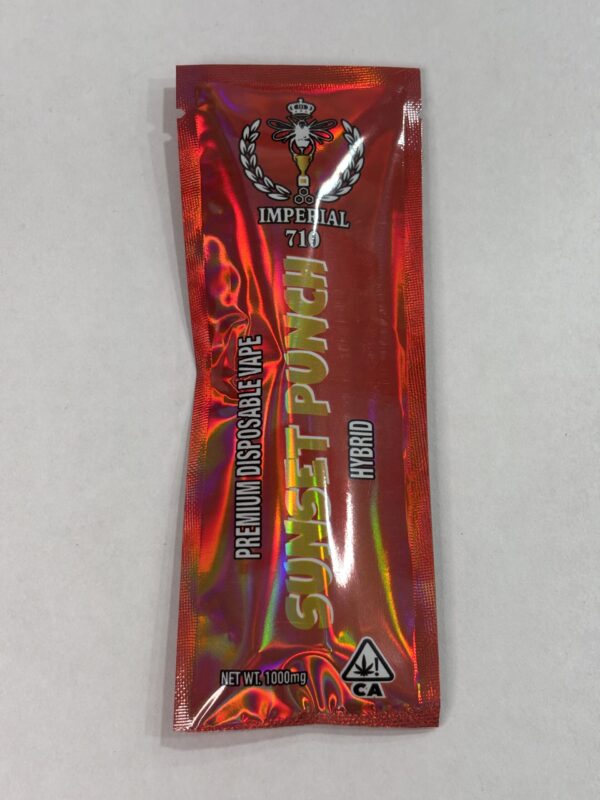 IMPERIAL
710
PREMIUM DISPOSABLE VAPE
SUNSET PUNCH
HYBRID
NET WT. 1000mg
!
CA